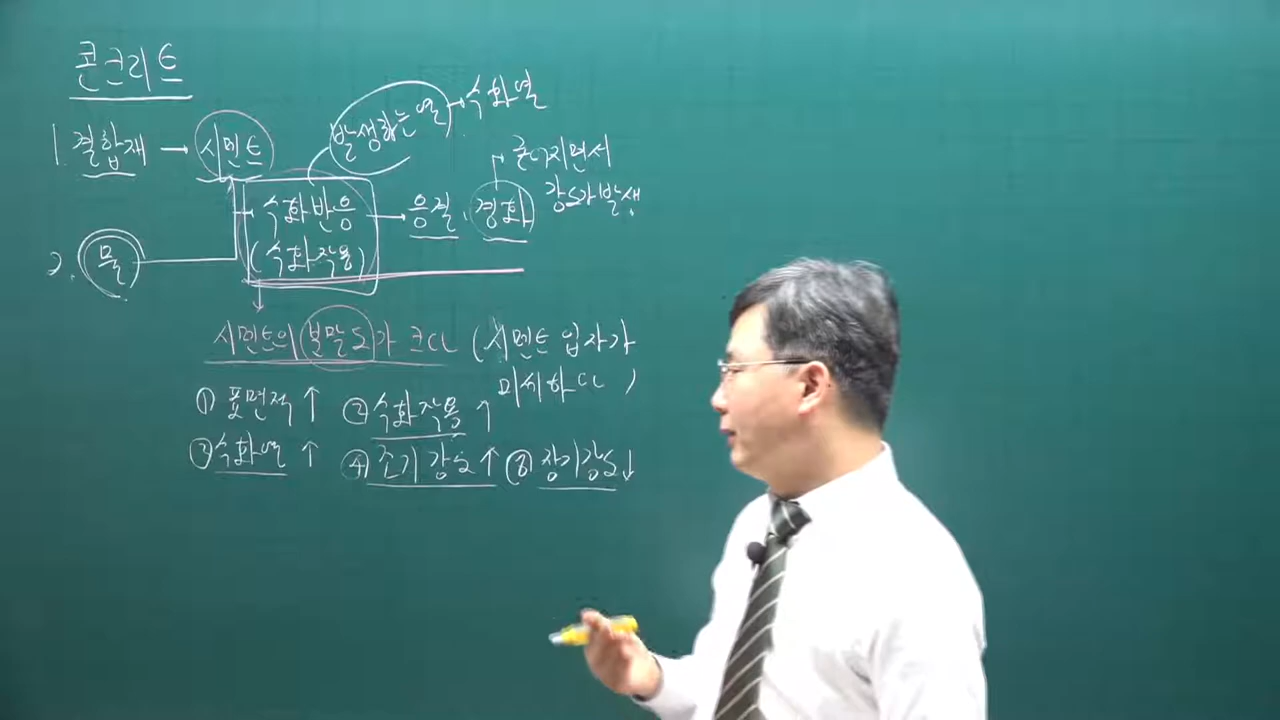 콘크리트
발생하는 열 → 수화열
1. 결합재 → 시멘트
굳어지면서
강도가 발생
수화반응 → 응결, 경화
(수화작용)
2. 물
시멘트의 분말도가 크다 (시멘트 입자가
미세하다)
① 표면적↑ ② 수화작용↑
③ 수화열↑ ④ 조기강도↑ ⑤ 장기강도↓